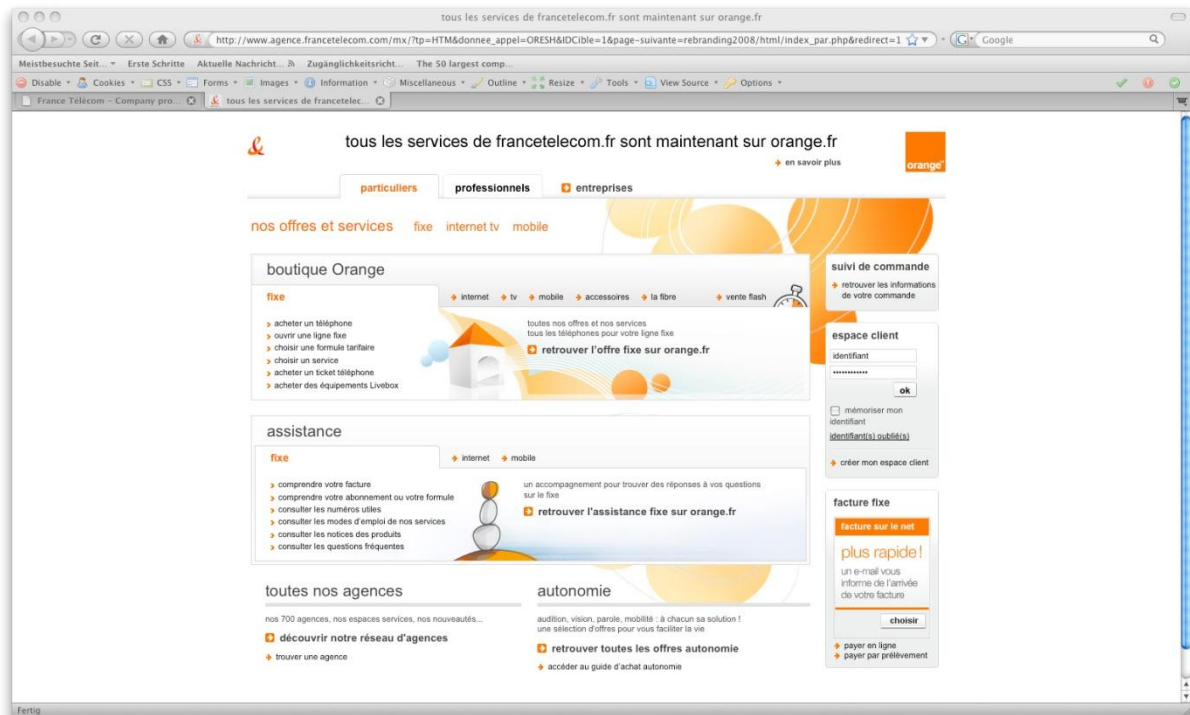 tous les services de francetelecom.fr sont maintenant sur orange.fr
http://www.agence.francetelecom.com/mx/?tp=HTM&donnee_appel=ORESH&IDCible=1&page-suivante=rebranding2008/html/index_par.php&redirect=1
Google
Meistbesuchte Seit... Erste Schritte Aktuelle Nachricht... Zugänglichkeitsricht... The 50 largest comp...
Disable Cookies CSS Forms Images Information Miscellaneous Outline Resize Tools View Source Options
France Télécom – Company pro... tous les services de francetelec...
tous les services de francetelecom.fr sont maintenant sur orange.fr
en savoir plus
orange™
particuliers professionnels entreprises
nos offres et services fixe internet tv mobile
boutique Orange
fixe
internet tv mobile accessoires la fibre vente flash
acheter un téléphone
ouvrir une ligne fixe
choisir une formule tarifaire
choisir un service
acheter un ticket téléphone
acheter des équipements Livebox
toutes nos offres et nos services
tous les téléphones pour votre ligne fixe
retrouver l'offre fixe sur orange.fr
assistance
fixe
internet mobile
comprendre votre facture
comprendre votre abonnement ou votre formule
consulter les numéros utiles
consulter les modes d'emploi de nos services
consulter les notices des produits
consulter les questions fréquentes
un accompagnement pour trouver des réponses à vos questions
sur le fixe
retrouver l'assistance fixe sur orange.fr
toutes nos agences
nos 700 agences, nos espaces services, nos nouveautés...
découvrir notre réseau d'agences
trouver une agence
autonomie
audition, vision, parole, mobilité : à chacun sa solution !
une sélection d'offres pour vous faciliter la vie
retrouver toutes les offres autonomie
accéder au guide d'achat autonomie
suivi de commande
retrouver les informations
de votre commande
espace client
identifiant
••••••••••••
ok
mémoriser mon
identifiant
identifiant(s) oublié(s)
créer mon espace client
facture fixe
facture sur le net
plus rapide!
un e-mail vous
informe de l'arrivée
de votre facture
choisir
payer en ligne
payer par prélèvement
Fertig